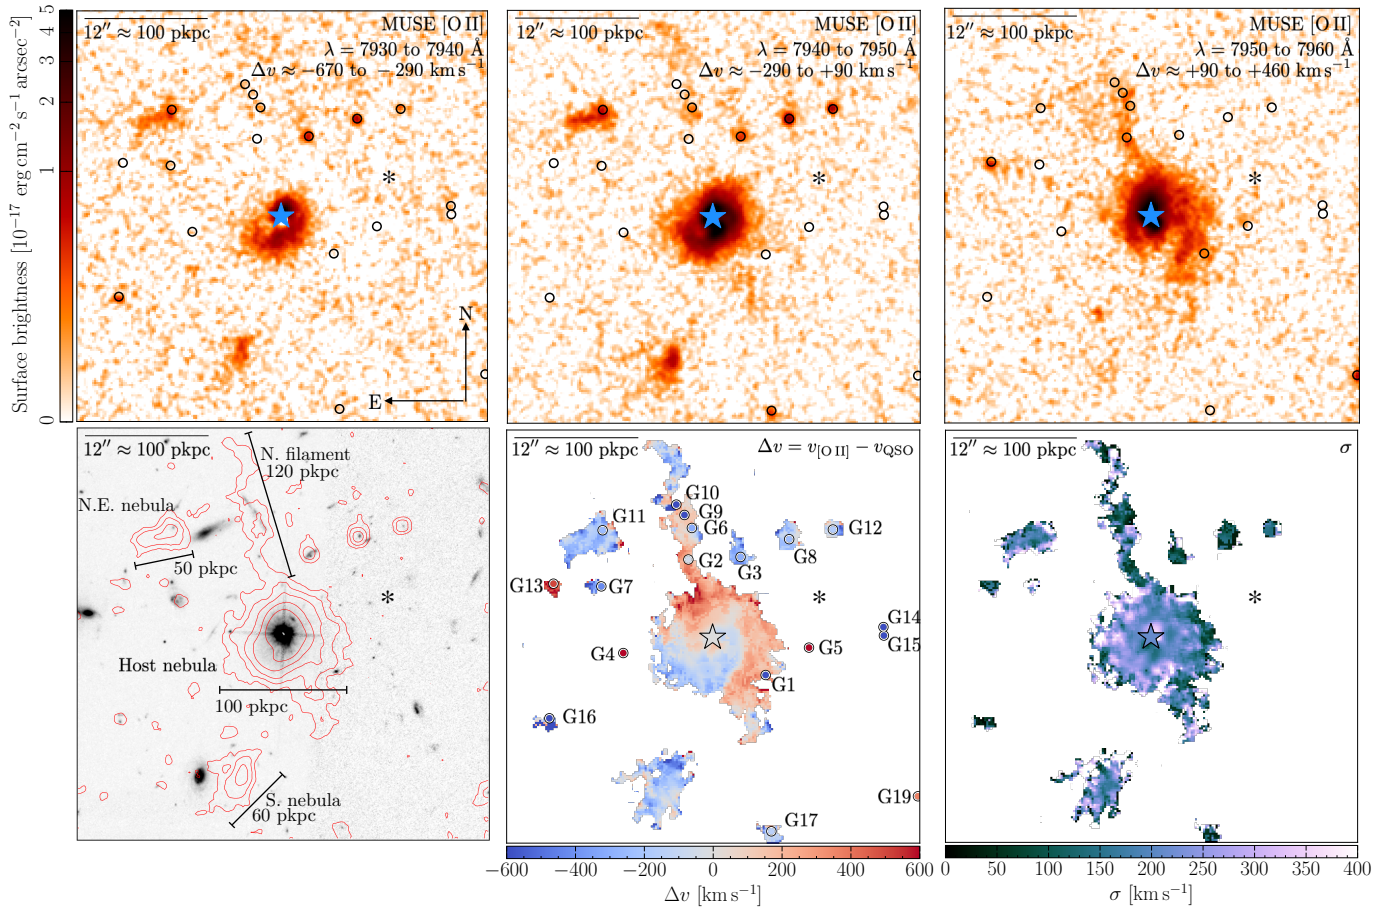 5
4
3
2
1
0
Surface brightness [10⁻¹⁷ erg cm⁻² s⁻¹ arcsec⁻²]
12″ ≈ 100 pkpc
MUSE [O II]
λ = 7930 to 7940 Å
Δv ≈ −670 to − 290 km s⁻¹
N
E
12″ ≈ 100 pkpc
MUSE [O II]
λ = 7940 to 7950 Å
Δv ≈ −290 to +90 km s⁻¹
*
12″ ≈ 100 pkpc
MUSE [O II]
λ = 7950 to 7960 Å
Δv ≈ +90 to +460 km s⁻¹
*
12″ ≈ 100 pkpc
N. filament
120 pkpc
N.E. nebula
50 pkpc
*
Host nebula
100 pkpc
S. nebula
60 pkpc
12″ ≈ 100 pkpc
Δv = v[O II] − vQSO
G10
G9
G11
G6
G12
G8
G2
G3
G13
G7
*
G14
G4
G5
G15
G1
G16
G19
G17
−600
−400
−200
0
200
400
600
Δv [km s⁻¹]
12″ ≈ 100 pkpc
σ
*
0
50
100
150
200
250
300
350
400
σ [km s⁻¹]